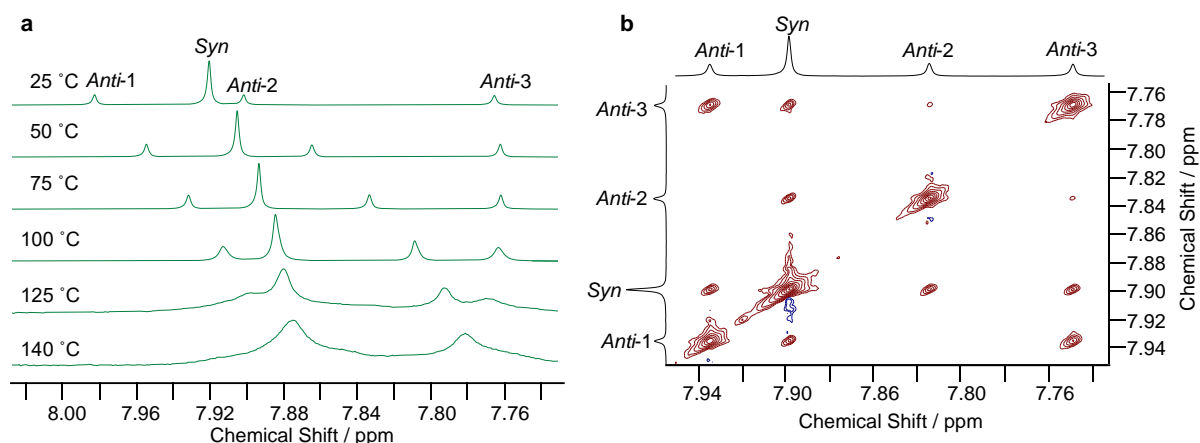 a
Syn
25 ˚C
Anti-1
Anti-2
Anti-3
50 ˚C
75 ˚C
100 ˚C
125 ˚C
140 ˚C
8.00 7.96 7.92 7.88 7.84 7.80 7.76
Chemical Shift / ppm
b
Syn
Anti-1
Anti-2
Anti-3
Anti-3
Anti-2
Syn
Anti-1
7.76
7.78
7.80
7.82
7.84
7.86
7.88
7.90
7.92
7.94
Chemical Shift / ppm
7.94 7.90 7.84 7.80 7.76
Chemical Shift / ppm